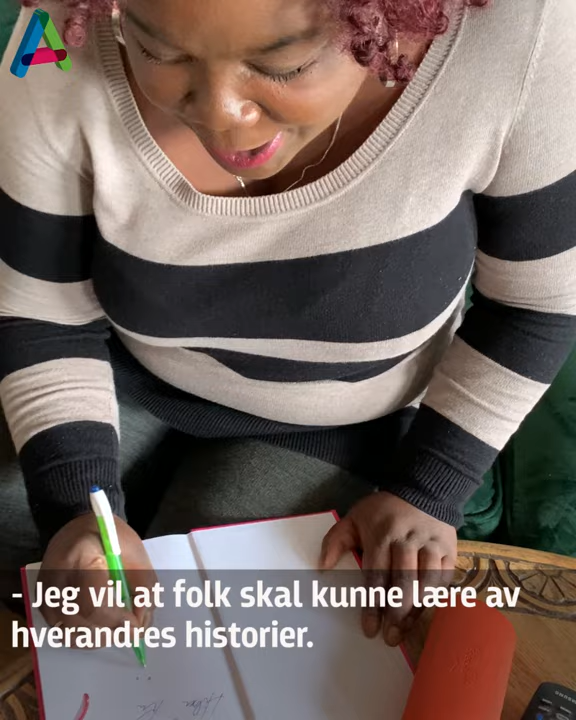 - Jeg vil at folk skal kunne lære av
hverandres historier.